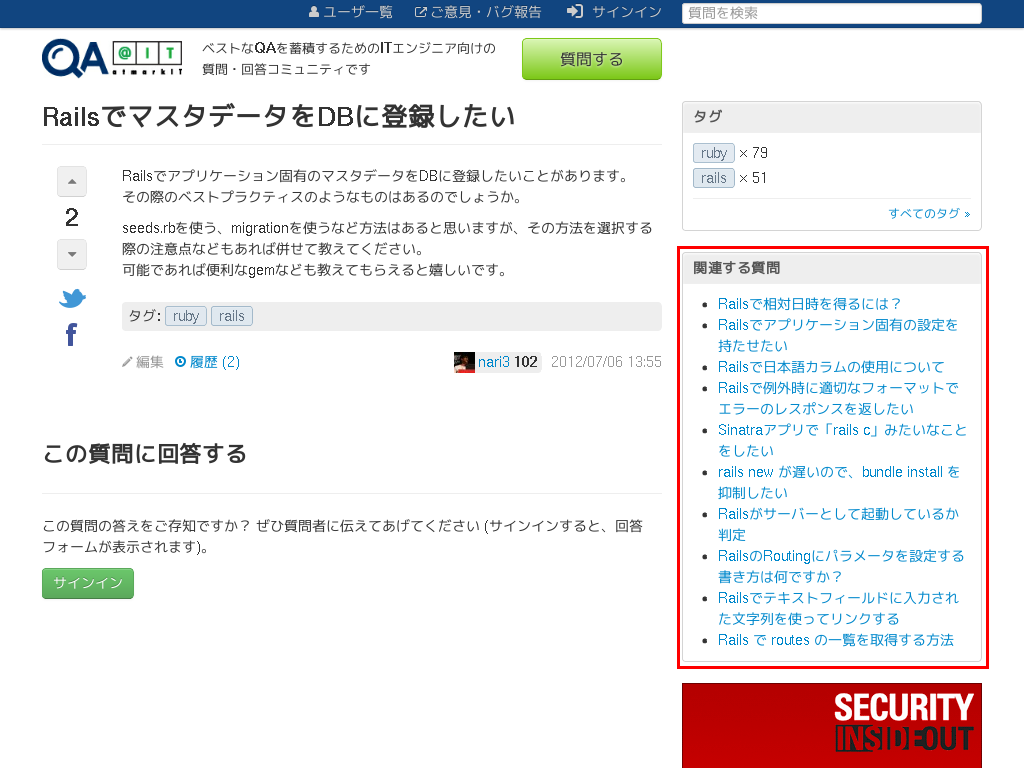 ユーザー一覧 ご意見・バグ報告 サインイン 質問を検索
QA @IT etworkIT
ベストなQAを蓄積するためのITエンジニア向けの
質問・回答コミュニティです
質問する
RailsでマスタデータをDBに登録したい
2
Railsでアプリケーション固有のマスタデータをDBに登録したいことがあります。
その際のベストプラクティスのようなものはあるのでしょうか。
seeds.rbを使う、migrationを使うなど方法はあると思いますが、その方法を選択する
際の注意点などもあれば併せて教えてください。
可能であれば便利なgemなども教えてもらえると嬉しいです。
タグ: ruby rails
編集 履歴 (2)
nari3 102 2012/07/06 13:55
この質問に回答する
この質問の答えをご存知ですか？ ぜひ質問者に伝えてあげてください (サインインすると、回答
フォームが表示されます)。
サインイン
タグ
ruby × 79
rails × 51
すべてのタグ »
関連する質問
Railsで相対日時を得るには？
Railsでアプリケーション固有の設定を
持たせたい
Railsで日本語カラムの使用について
Railsで例外時に適切なフォーマットで
エラーのレスポンスを返したい
Sinatraアプリで「rails c」みたいなこと
をしたい
rails new が遅いので、bundle install を
抑制したい
Railsがサーバーとして起動しているか
判定
RailsのRoutingにパラメータを設定する
書き方は何ですか？
Railsでテキストフィールドに入力され
た文字列を使ってリンクする
Rails で routes の一覧を取得する方法
SECURITY
INSIDEOUT